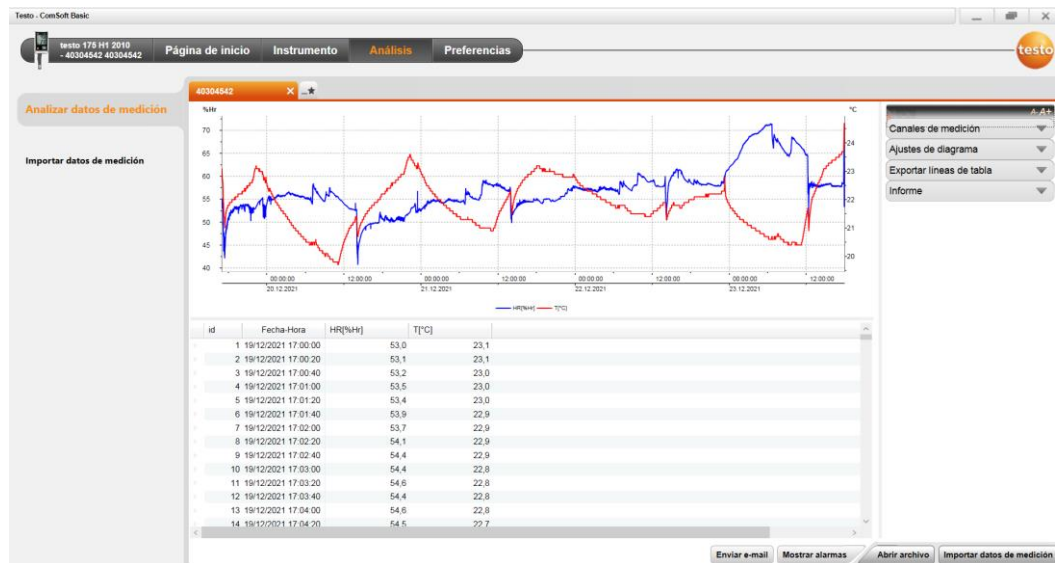 Testo - ComSoft Basic
testo 175 H1 2010
- 40304542 40304542
Página de inicio Instrumento Análisis Preferencias
testo
Analizar datos de medición
Importar datos de medición
40304542
%Hr
70
65
60
55
50
45
40
°C
24
23
22
21
20
00:00:00 12:00:00 00:00:00 12:00:00 00:00:00 12:00:00 00:00:00 12:00:00
20.12.2021 21.12.2021 22.12.2021 23.12.2021
HR[%Hr] T[°C]
A- A+
Canales de medición
Ajustes de diagrama
Exportar líneas de tabla
Informe
id Fecha-Hora HR[%Hr] T[°C]
1 19/12/2021 17:00:00 53,0 23,1
2 19/12/2021 17:00:20 53,1 23,1
3 19/12/2021 17:00:40 53,2 23,0
4 19/12/2021 17:01:00 53,5 23,0
5 19/12/2021 17:01:20 53,4 23,0
6 19/12/2021 17:01:40 53,9 22,9
7 19/12/2021 17:02:00 53,7 22,9
8 19/12/2021 17:02:20 54,1 22,9
9 19/12/2021 17:02:40 54,4 22,9
10 19/12/2021 17:03:00 54,4 22,8
11 19/12/2021 17:03:20 54,6 22,8
12 19/12/2021 17:03:40 54,4 22,8
13 19/12/2021 17:04:00 54,6 22,8
14 19/12/2021 17:04:20 54,5 22,7
Enviar e-mail Mostrar alarmas Abrir archivo Importar datos de medición